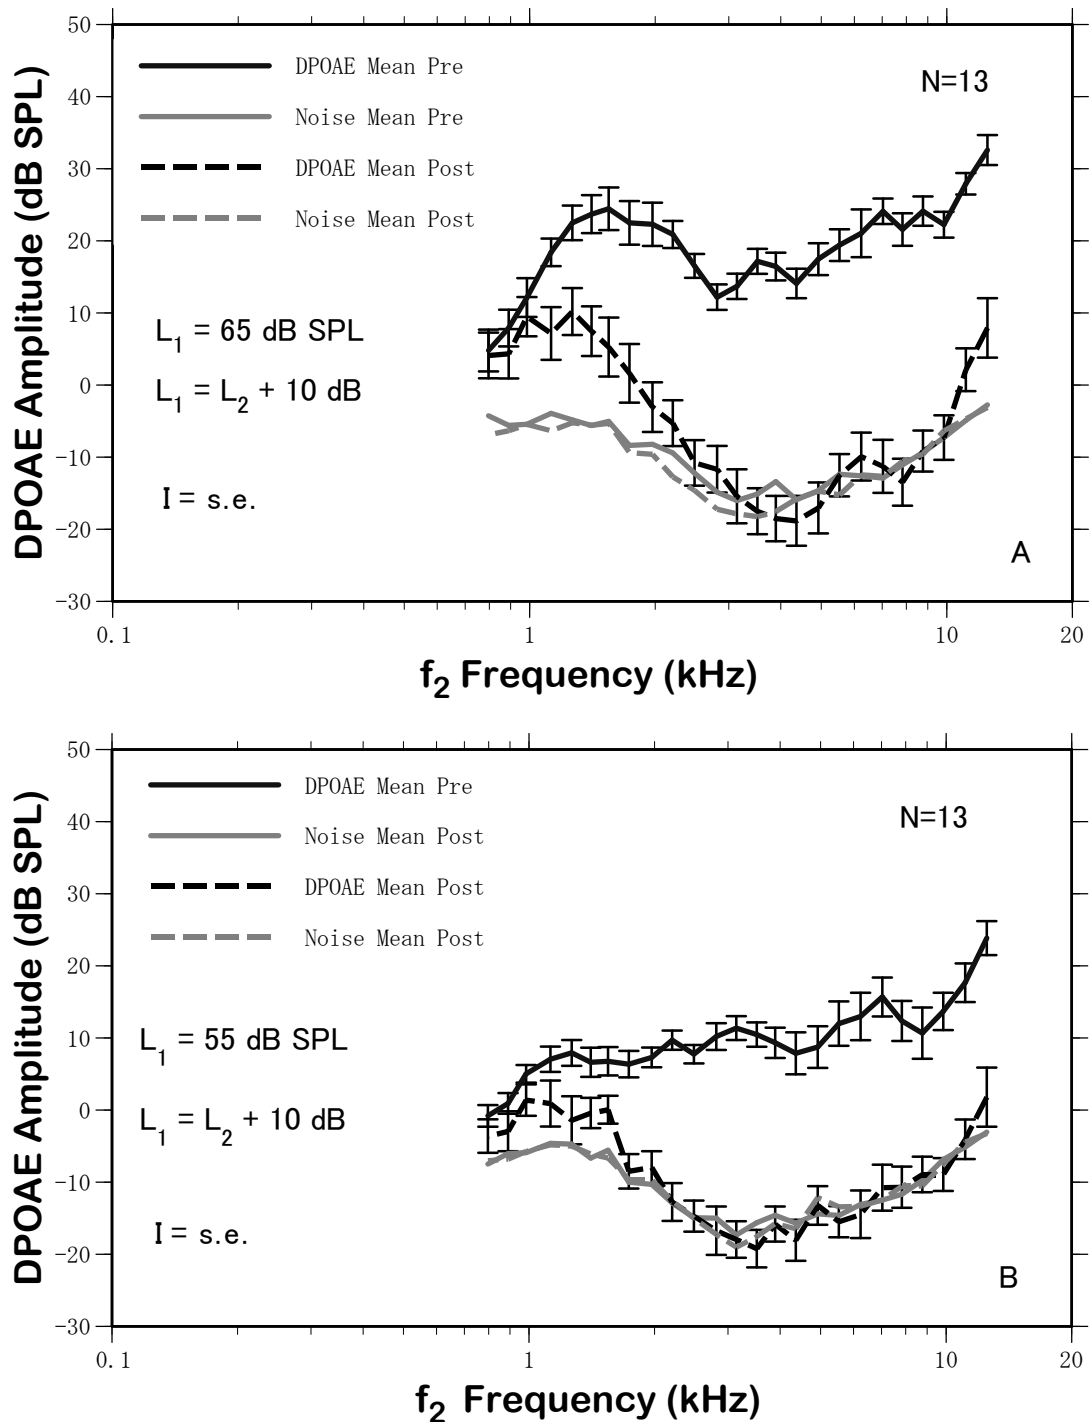 50
40
30
20
10
0
-10
-20
-30
DPOAE Amplitude (dB SPL)
DPOAE Mean Pre
Noise Mean Pre
DPOAE Mean Post
Noise Mean Post
N=13
L1 = 65 dB SPL
L1 = L2 + 10 dB
I = s.e.
A
0.1 1 10 20
f2 Frequency (kHz)
50
40
30
20
10
0
-10
-20
-30
DPOAE Amplitude (dB SPL)
DPOAE Mean Pre
Noise Mean Post
DPOAE Mean Post
Noise Mean Post
N=13
L1 = 55 dB SPL
L1 = L2 + 10 dB
I = s.e.
B
0.1 1 10 20
f2 Frequency (kHz)